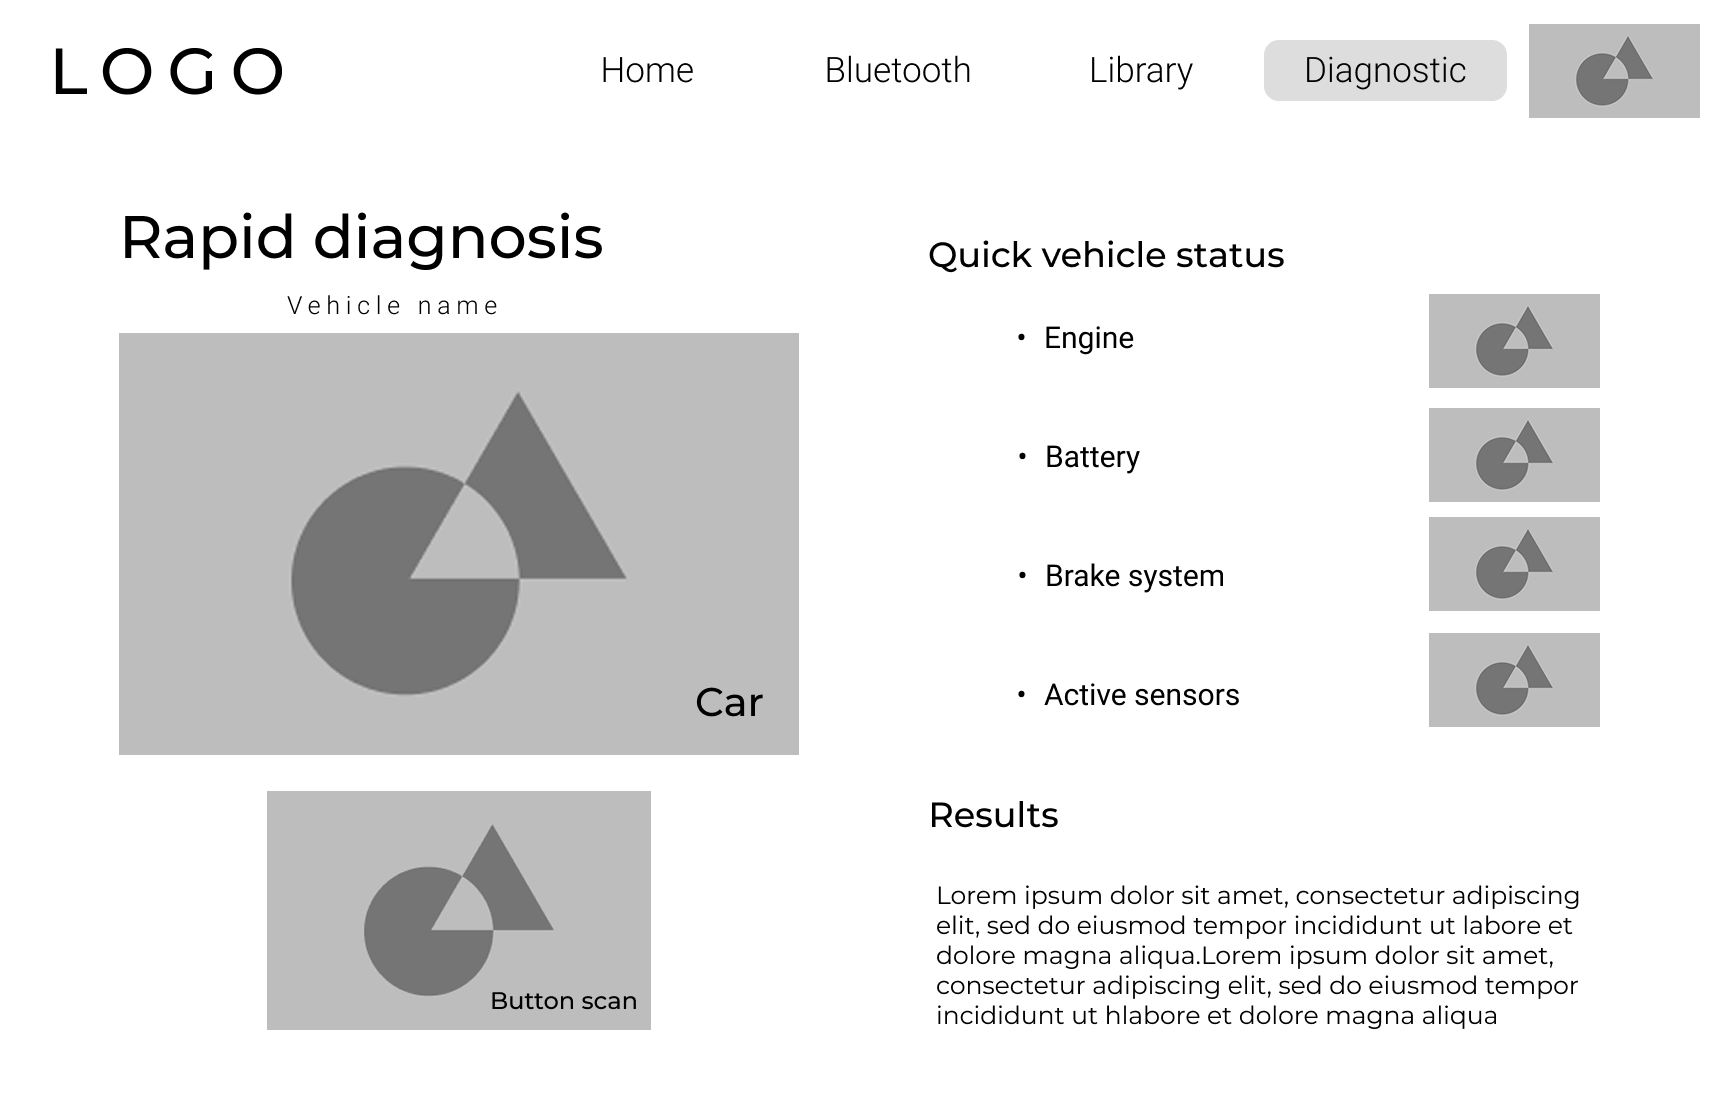 LOGO
Home
Bluetooth
Library
Diagnostic
Rapid diagnosis
Vehicle name
Car
Button scan
Quick vehicle status
• Engine
• Battery
• Brake system
• Active sensors
Results
Lorem ipsum dolor sit amet, consectetur adipiscing
elit, sed do eiusmod tempor incididunt ut labore et
dolore magna aliqua.Lorem ipsum dolor sit amet,
consectetur adipiscing elit, sed do eiusmod tempor
incididunt ut hlabore et dolore magna aliqua